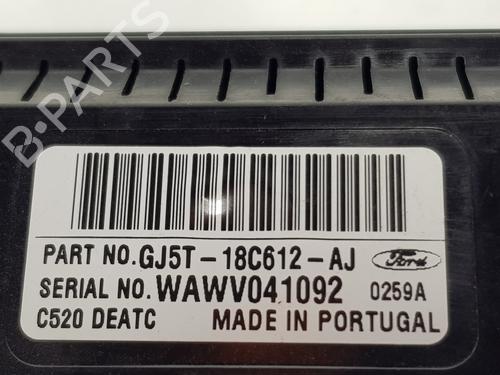 B-PARTS
PART NO.GJ5T-18C612-AJ Ford
SERIAL NO.WAWV041092 0259A
C520 DEATC MADE IN PORTUGAL